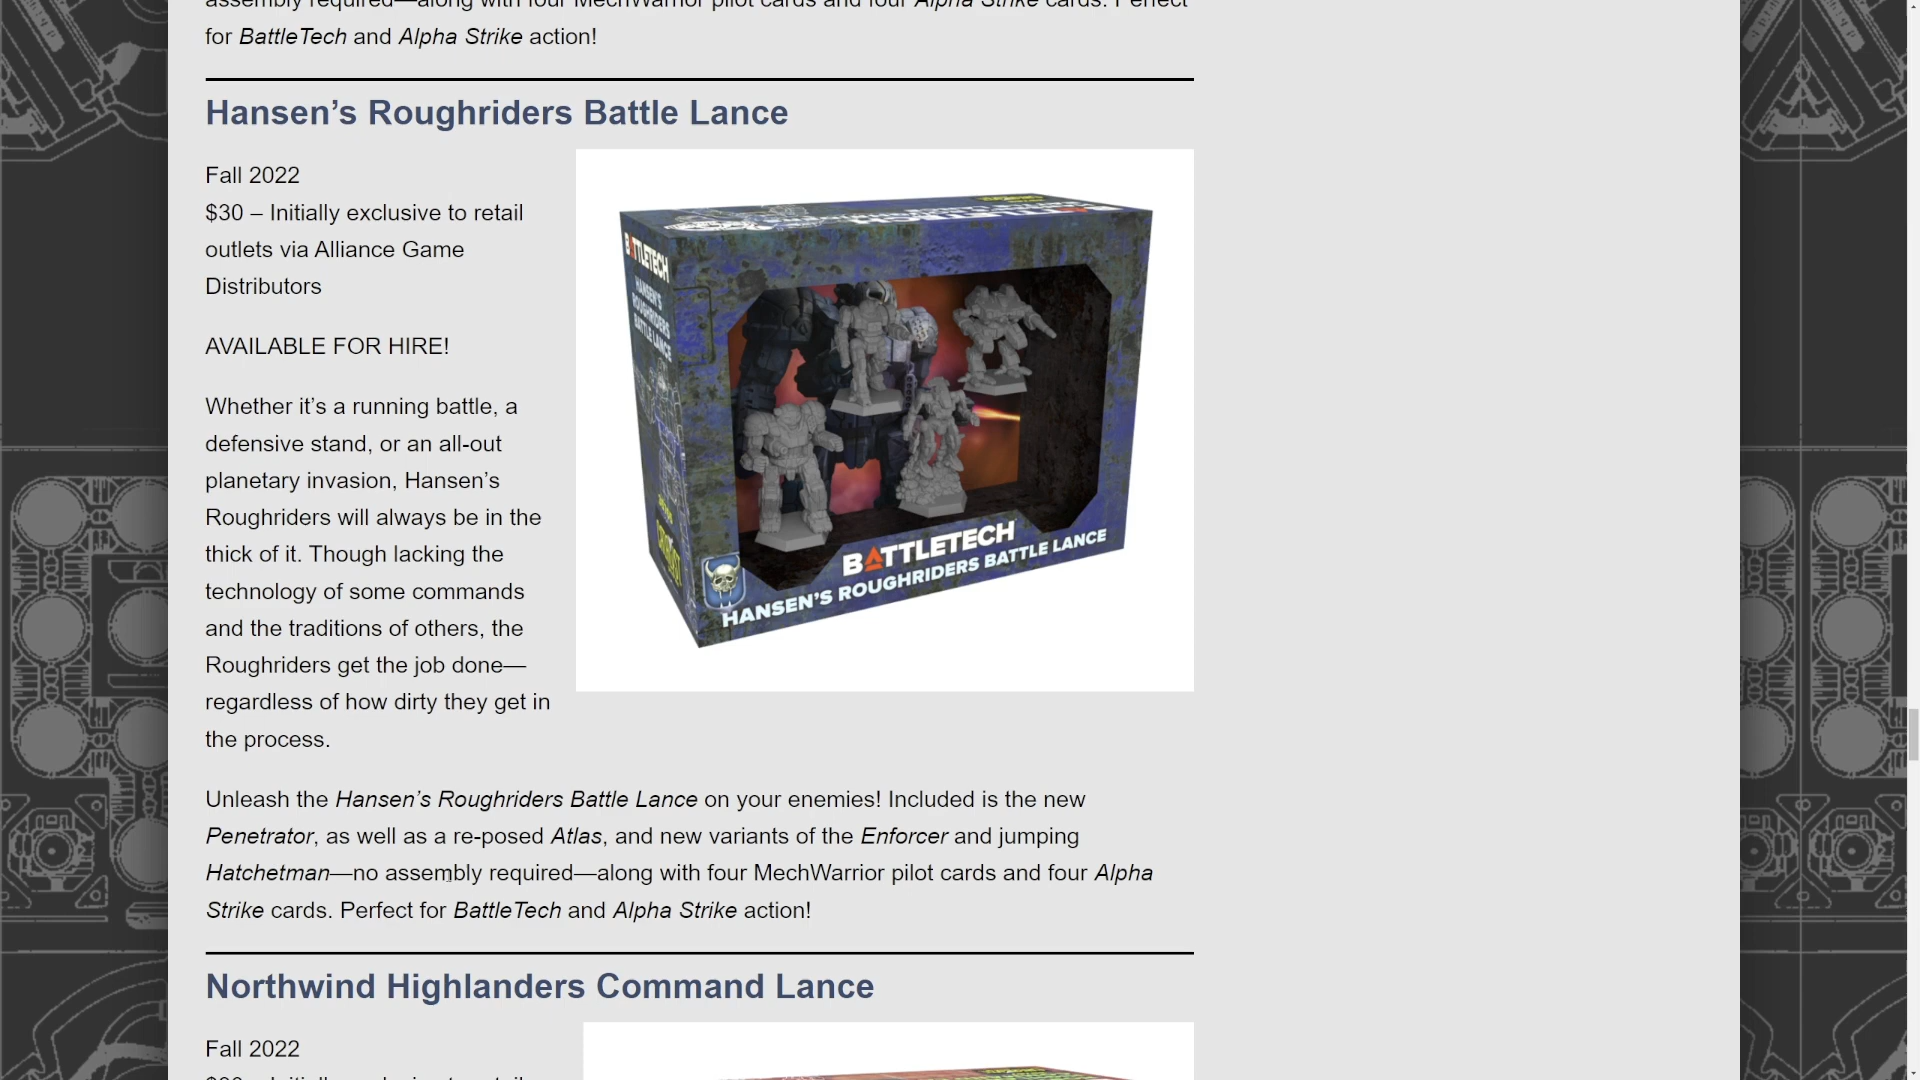 for BattleTech and Alpha Strike action!
Hansen’s Roughriders Battle Lance
Fall 2022
$30 – Initially exclusive to retail
outlets via Alliance Game
Distributors
AVAILABLE FOR HIRE!
Whether it’s a running battle, a
defensive stand, or an all-out
planetary invasion, Hansen’s
Roughriders will always be in the
thick of it. Though lacking the
technology of some commands
and the traditions of others, the
Roughriders get the job done—
regardless of how dirty they get in
the process.
BATTLETECH
HANSEN’S
ROUGHRIDERS
BATTLE LANCE
BATTLETECH
HANSEN’S ROUGHRIDERS BATTLE LANCE
Unleash the Hansen’s Roughriders Battle Lance on your enemies! Included is the new
Penetrator, as well as a re-posed Atlas, and new variants of the Enforcer and jumping
Hatchetman—no assembly required—along with four MechWarrior pilot cards and four Alpha
Strike cards. Perfect for BattleTech and Alpha Strike action!
Northwind Highlanders Command Lance
Fall 2022